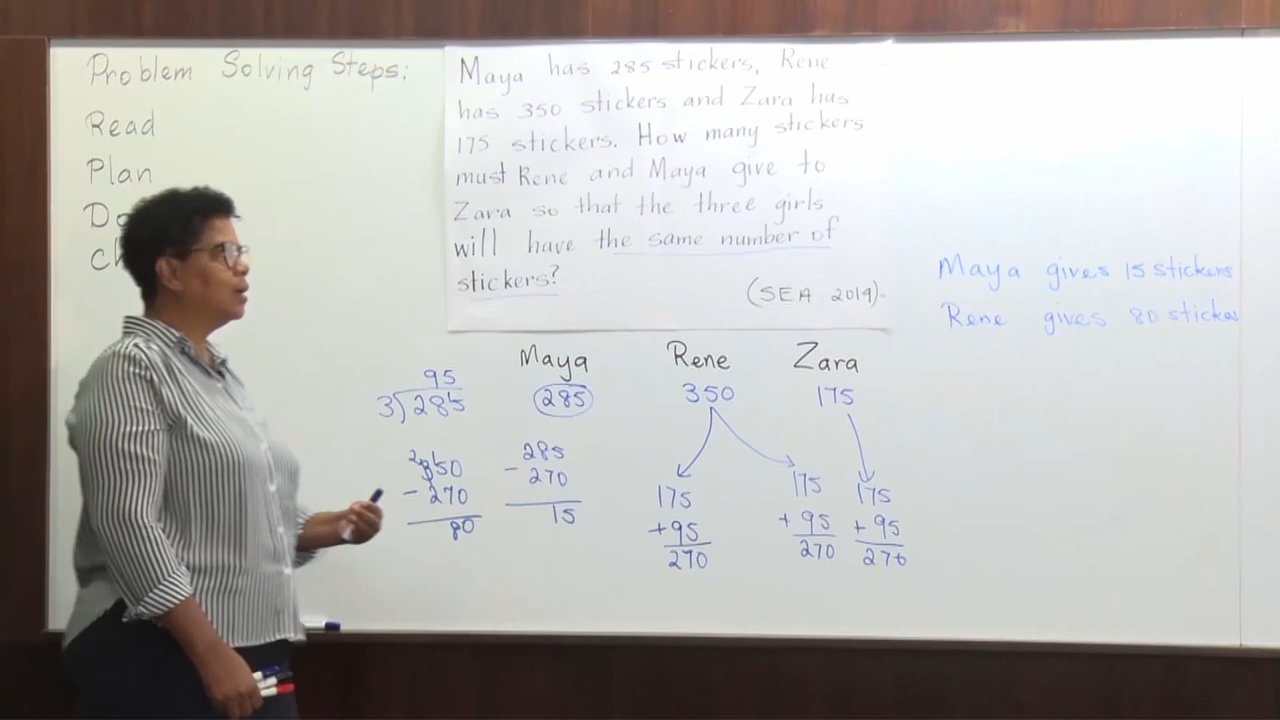 Problem Solving Steps:
Read
Plan
Do
Maya has 285 stickers, Rene
has 350 stickers and Zara has
175 stickers. How many stickers
must Rene and Maya give to
Zara so that the three girls
will have the same number of
stickers?
(SEA 2019).
Maya gives 15 stickers
Rene gives 80 sticke
Maya Rene Zara
95
3)285 285 350 175
350
- 270
80
285
- 270
15
175
+ 95
270
175
+ 95
270
175
+ 95
270